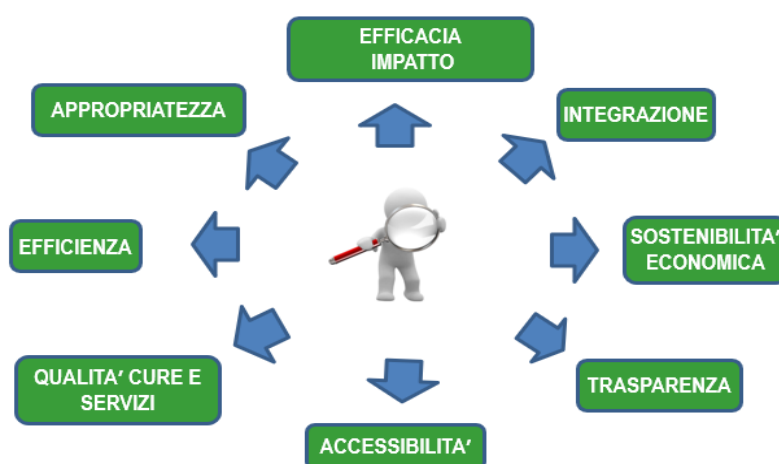 EFFICACIA
IMPATTO
APPROPRIATEZZA
INTEGRAZIONE
EFFICIENZA
SOSTENIBILITA'
ECONOMICA
QUALITA' CURE E
SERVIZI
TRASPARENZA
ACCESSIBILITA'